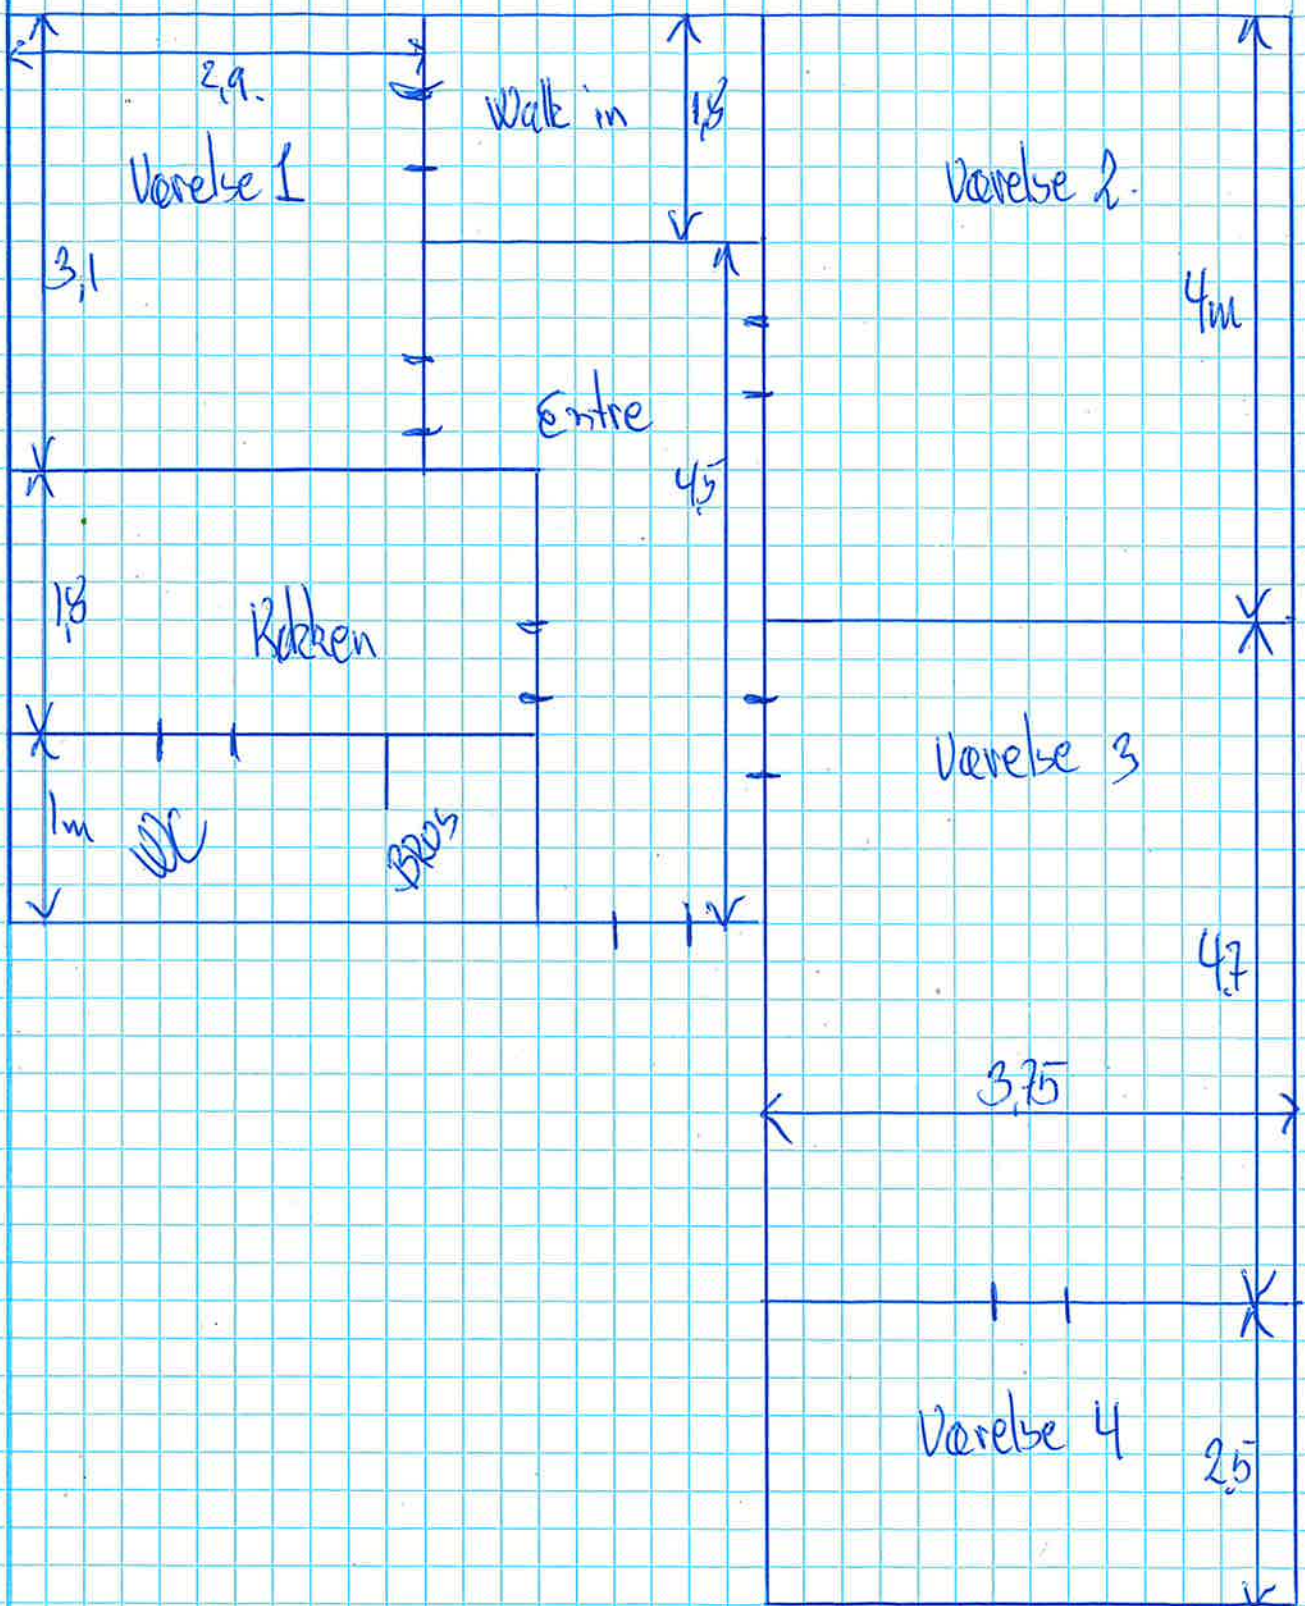 2,9.
Værelse 1
3,1
Walk in
1,8
Værelse 2.
4m
Entre
4,5
1,8
Køkken
1m
WC
BRUS
Værelse 3
4,7
3,75
Værelse 4
2,5